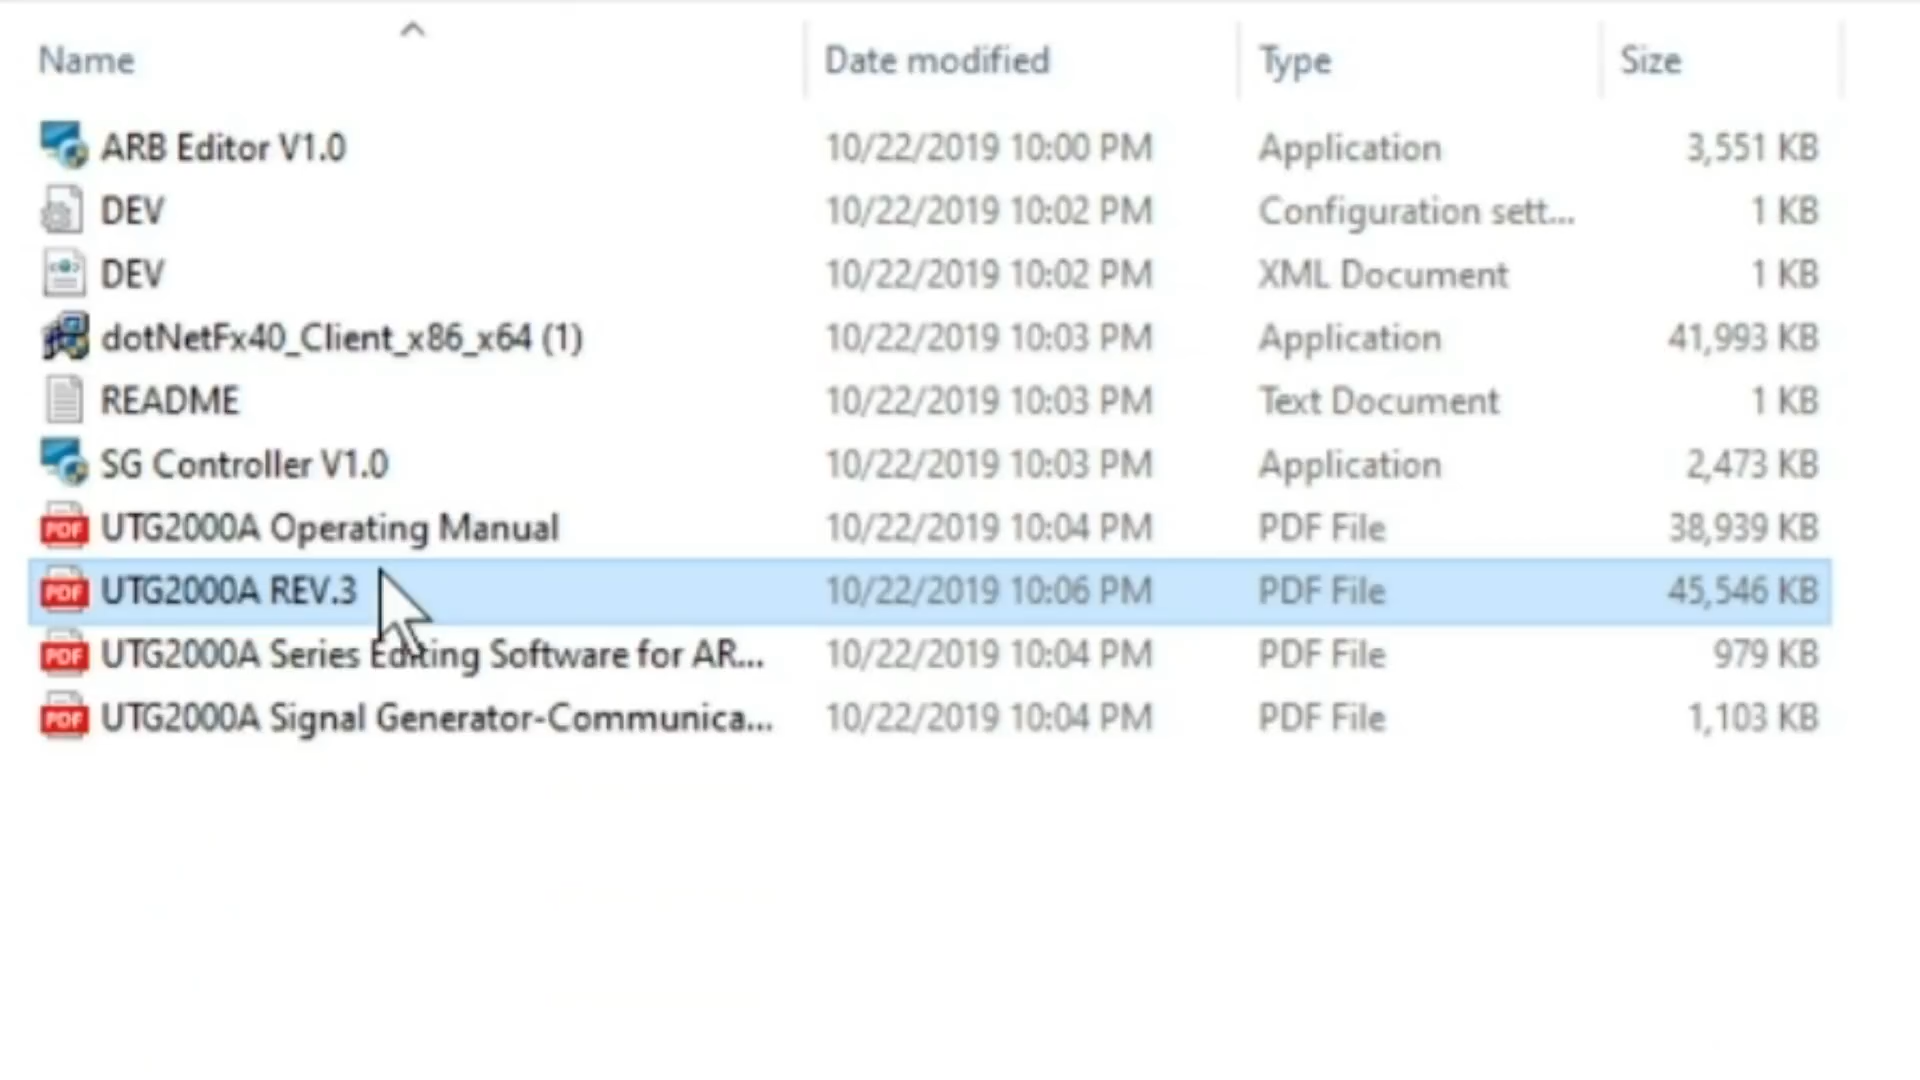 Name Date modified Type Size
ARB Editor V1.0 10/22/2019 10:00 PM Application 3,551 KB
DEV 10/22/2019 10:02 PM Configuration sett... 1 KB
DEV 10/22/2019 10:02 PM XML Document 1 KB
dotNetFx40_Client_x86_x64 (1) 10/22/2019 10:03 PM Application 41,993 KB
README 10/22/2019 10:03 PM Text Document 1 KB
SG Controller V1.0 10/22/2019 10:03 PM Application 2,473 KB
PDF UTG2000A Operating Manual 10/22/2019 10:04 PM PDF File 38,939 KB
PDF UTG2000A REV.3 10/22/2019 10:06 PM PDF File 45,546 KB
PDF UTG2000A Series Editing Software for AR... 10/22/2019 10:04 PM PDF File 979 KB
PDF UTG2000A Signal Generator-Communica... 10/22/2019 10:04 PM PDF File 1,103 KB